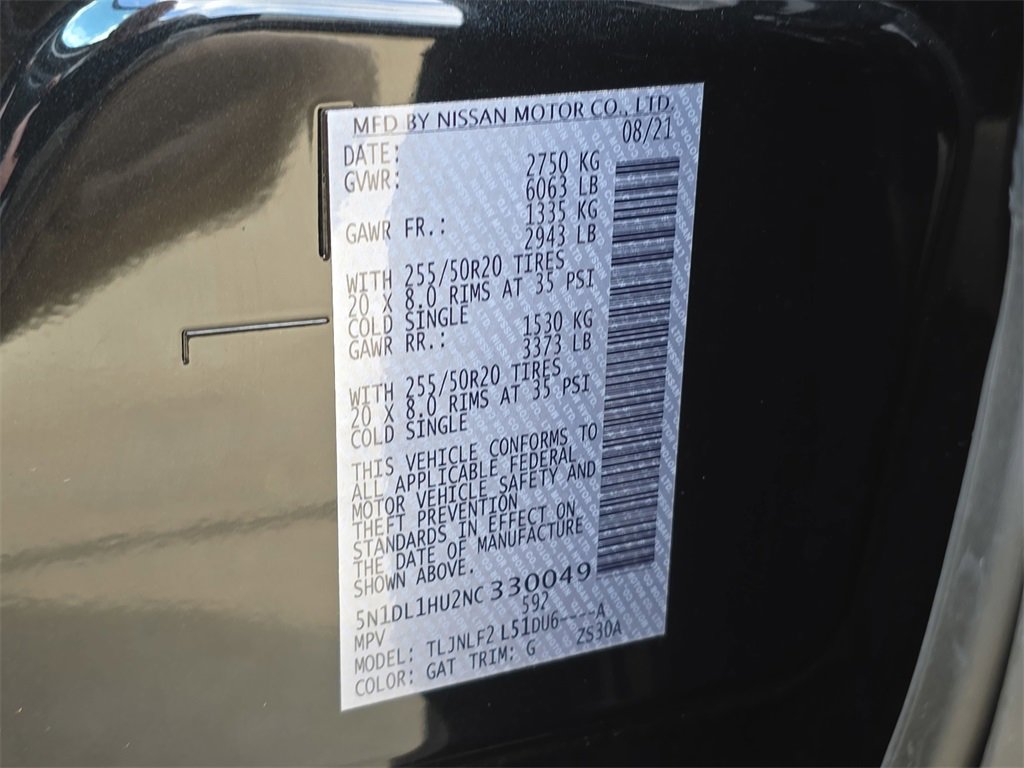 MFD BY NISSAN MOTOR CO., LTD.
DATE: 08/21
GVWR: 2750 KG
6063 LB
GAWR FR.: 1335 KG
2943 LB
WITH 255/50R20 TIRES
20 X 8.0 RIMS AT 35 PSI
COLD SINGLE
GAWR RR.: 1530 KG
3373 LB
WITH 255/50R20 TIRES
20 X 8.0 RIMS AT 35 PSI
COLD SINGLE
THIS VEHICLE CONFORMS TO
ALL APPLICABLE FEDERAL
MOTOR VEHICLE SAFETY AND
THEFT PREVENTION
STANDARDS IN EFFECT ON
THE DATE OF MANUFACTURE
SHOWN ABOVE.
5N1DL1HU2NC 330049
MPV 592
MODEL: TLJNLF2 L51DU6----A
COLOR: GAT TRIM: G ZS30A